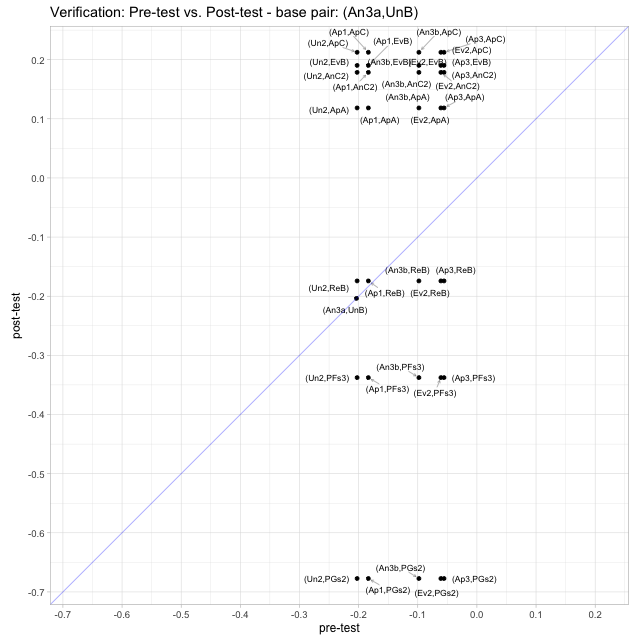 Verification: Pre-test vs. Post-test - base pair: (An3a,UnB)
(Ap1,ApC)
(An3b,ApC)
(Un2,ApC)
(Ap1,EvB)
(Ap3,ApC)
(Ev2,ApC)
0.2
(Un2,EvB)
(An3b,EvB)
(Ev2,EvB)
(Ap3,EvB)
(Un2,AnC2)
(Ap3,AnC2)
(Ap1,AnC2)
(An3b,AnC2)
(Ev2,AnC2)
(An3b,ApA)
(Ap3,ApA)
(Un2,ApA)
0.1
(Ap1,ApA)
(Ev2,ApA)
0.0
-0.1
(An3b,ReB)
(Ap3,ReB)
(Un2,ReB)
(Ap1,ReB)
(Ev2,ReB)
-0.2
(An3a,UnB)
post-test
-0.3
(An3b,PFs3)
(Un2,PFs3)
(Ap3,PFs3)
(Ap1,PFs3)
(Ev2,PFs3)
-0.4
-0.5
-0.6
(An3b,PGs2)
(Un2,PGs2)
(Ap3,PGs2)
(Ap1,PGs2)
(Ev2,PGs2)
-0.7
-0.7 -0.6 -0.5 -0.4 -0.3 -0.2 -0.1 0.0 0.1 0.2
pre-test